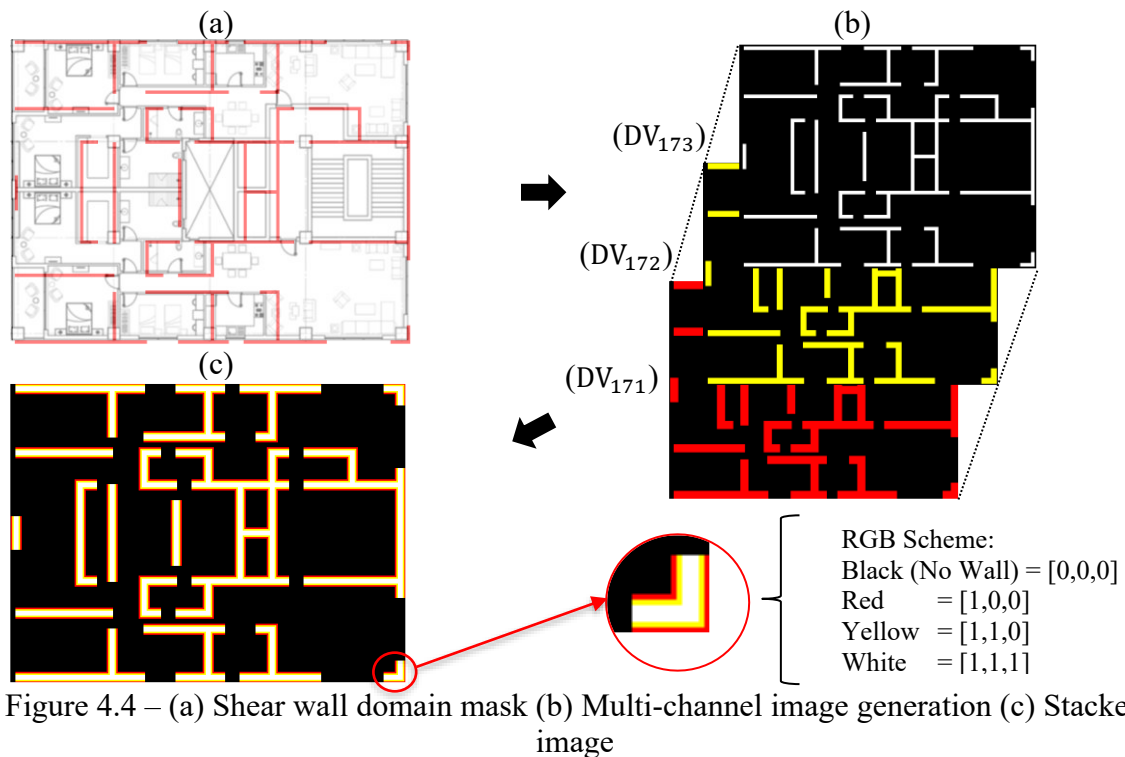 (a)
(b)
(DV₁₇₃)
(DV₁₇₂)
(c)
(DV₁₇₁)
RGB Scheme:
Black (No Wall) = [0,0,0]
Red = [1,0,0]
Yellow = [1,1,0]
White = [1,1,1]
Figure 4.4 – (a) Shear wall domain mask (b) Multi-channel image generation (c) Stacke
image